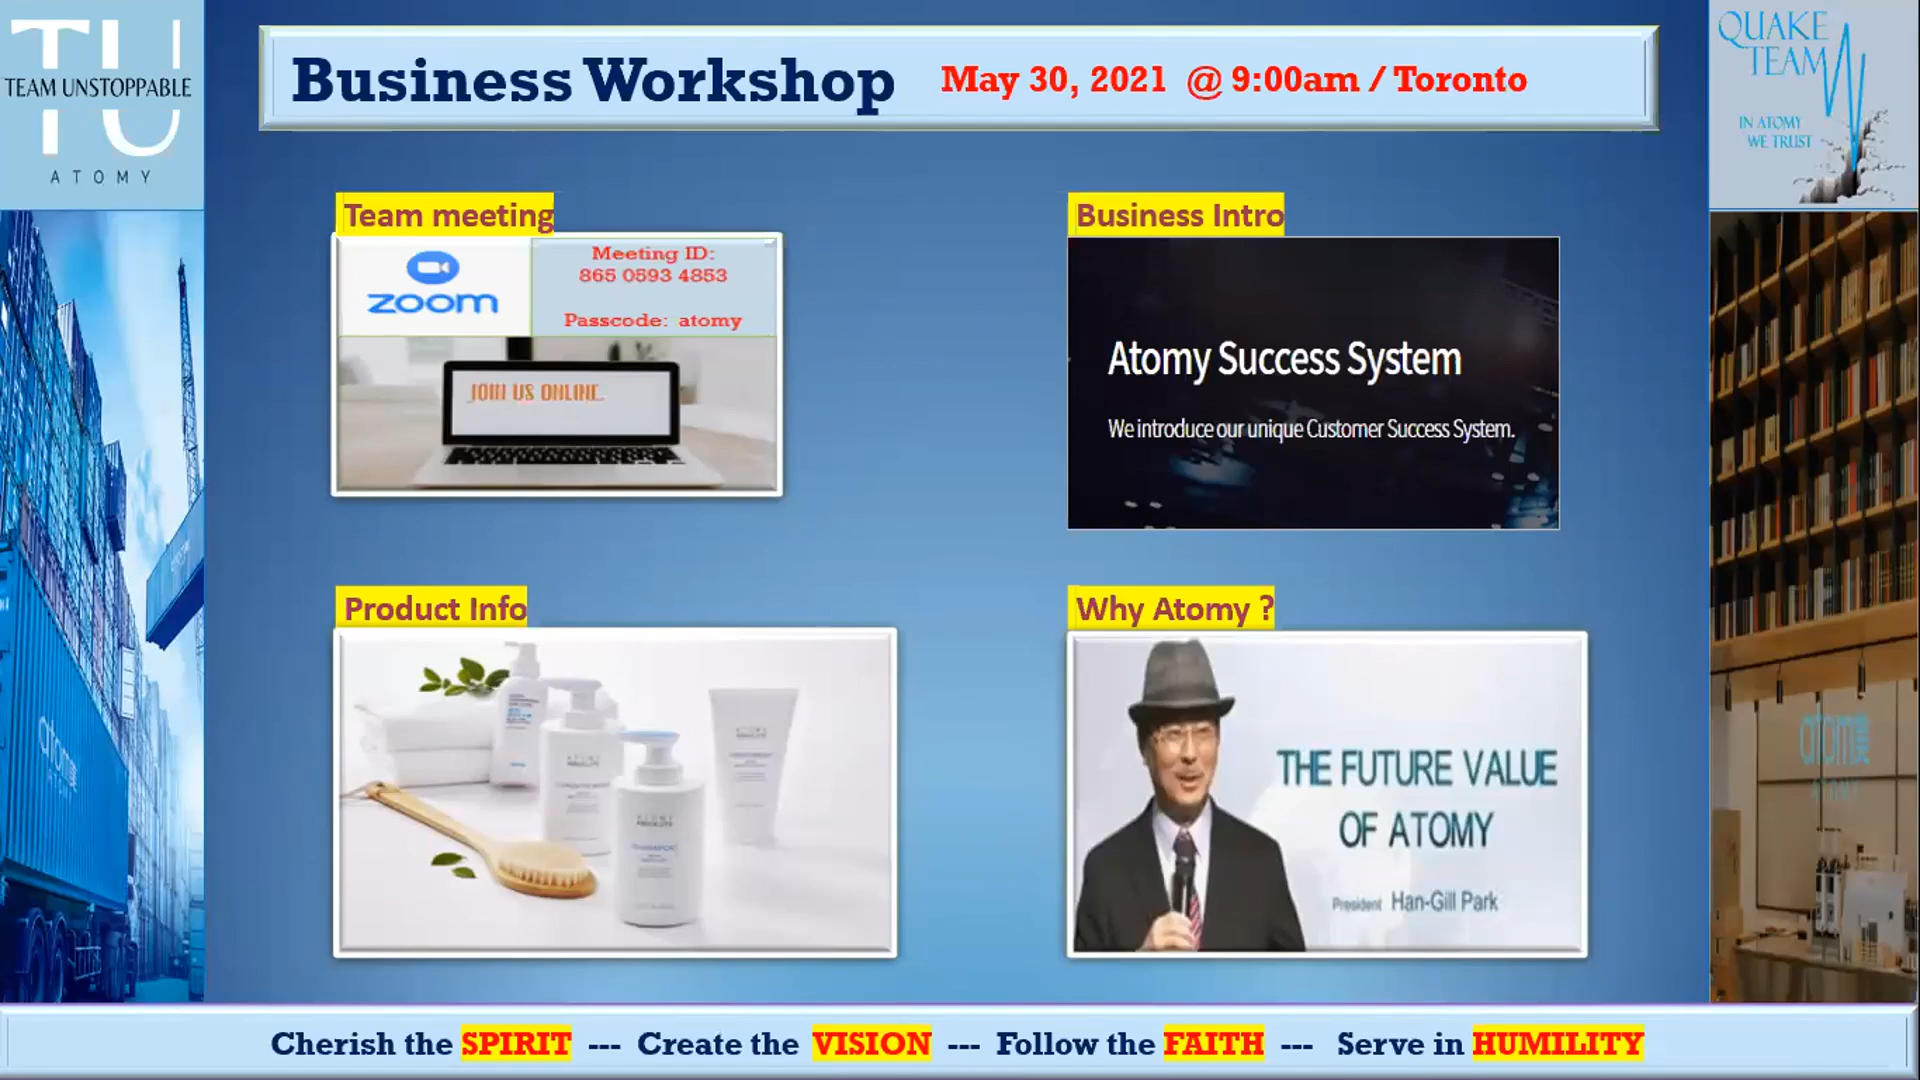 TU
TEAM UNSTOPPABLE
ATOMY
Business Workshop May 30, 2021 @ 9:00am / Toronto
QUAKE
TEAM
IN ATOMY
WE TRUST
Team meeting
zoom
Meeting ID:
865 0593 4853
Passcode: atomy
JOIN US ONLINE
Business Intro
Atomy Success System
We introduce our unique Customer Success System.
Product Info
ATOMY
ABSOLUTE
Why Atomy ?
THE FUTURE VALUE
OF ATOMY
President Han-Gill Park
Cherish the SPIRIT --- Create the VISION --- Follow the FAITH --- Serve in HUMILITY